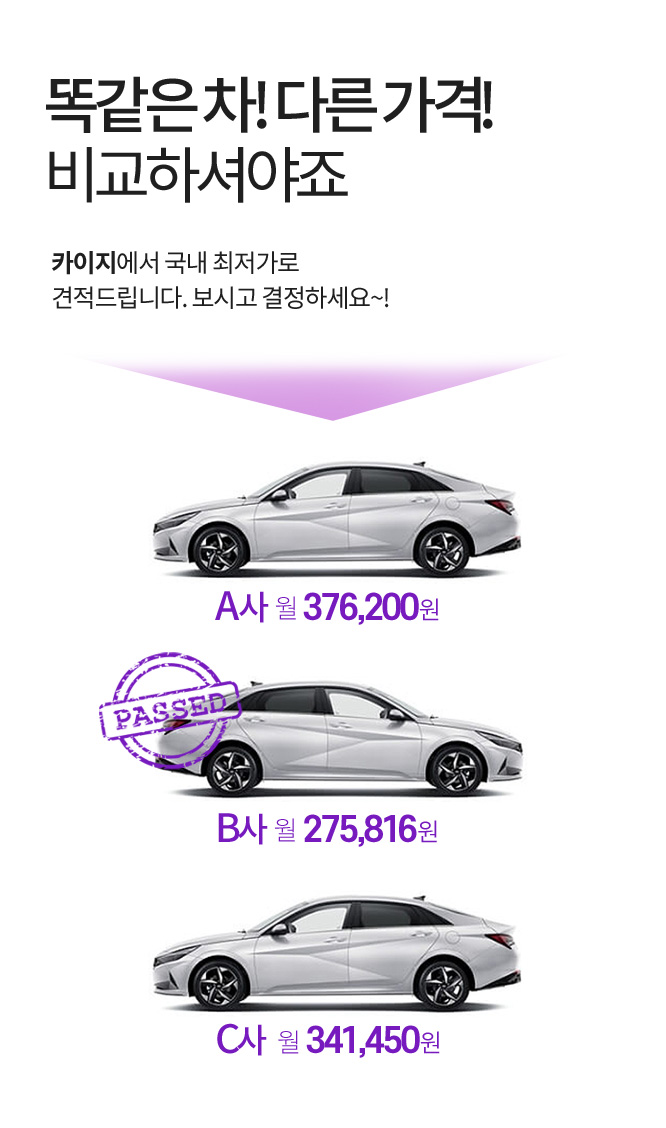 똑같은 차! 다른 가격!
비교하셔야죠
카이지에서 국내 최저가로
견적드립니다. 보시고 결정하세요~!
A사 월 376,200원
PASSED
B사 월 275,816원
C사 월 341,450원